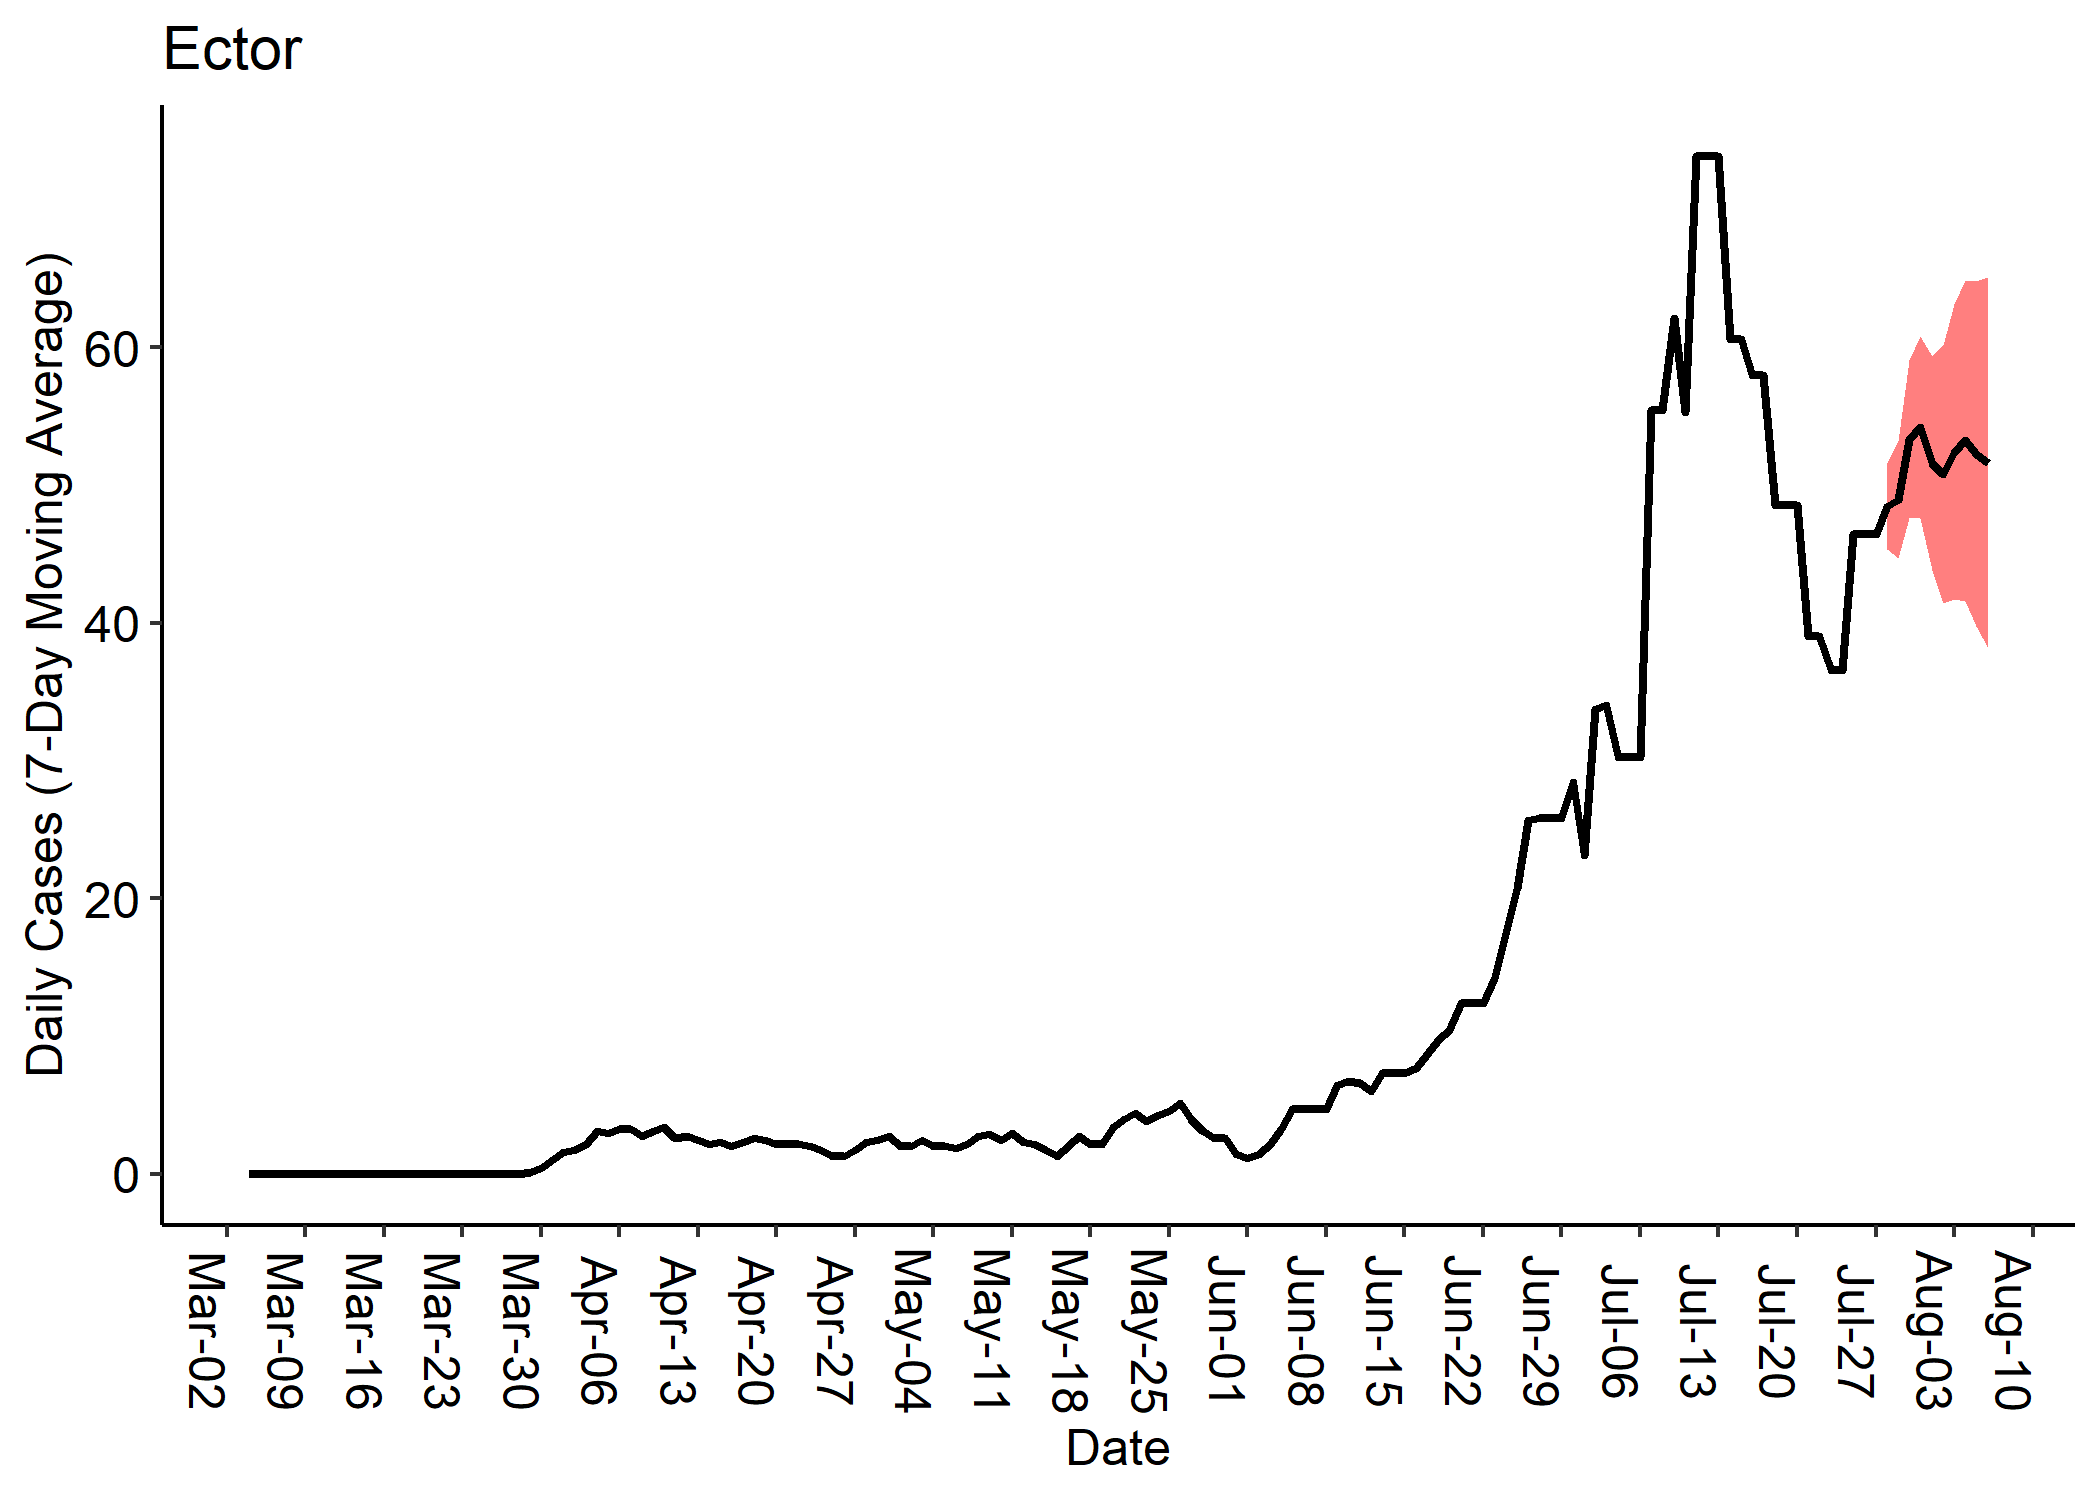 Ector
Daily Cases (7-Day Moving Average)
60
40
20
0
Mar-02
Mar-09
Mar-16
Mar-23
Mar-30
Apr-06
Apr-13
Apr-20
Apr-27
May-04
May-11
May-18
May-25
Jun-01
Jun-08
Jun-15
Jun-22
Jun-29
Jul-06
Jul-13
Jul-20
Jul-27
Aug-03
Aug-10
Date